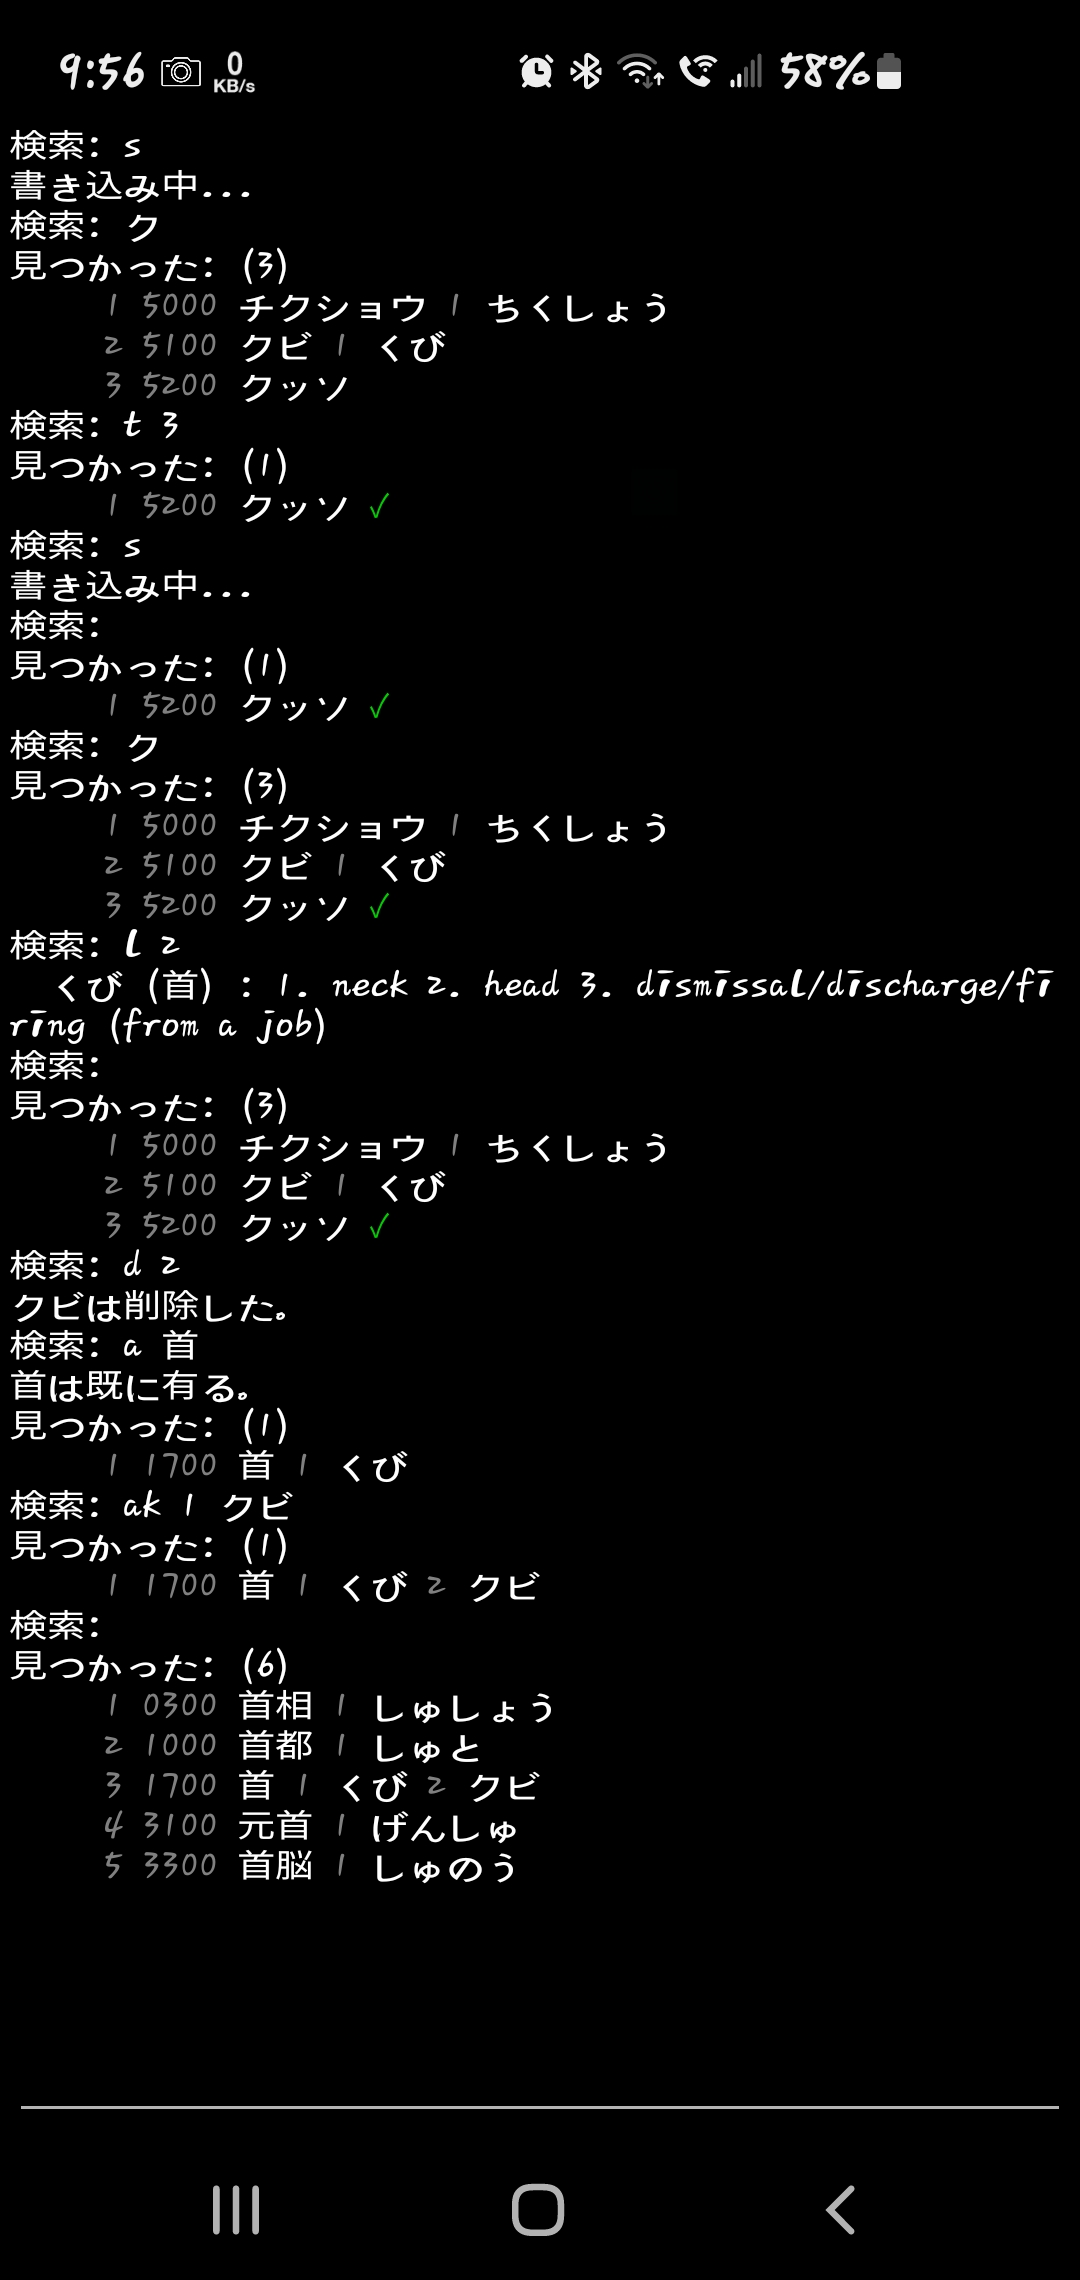 9:56 0 KB/s 58%
検索: s
書き込み中...
検索: ク
見つかった: (3)
1 5000 チクショウ 1 ちくしょう
2 5100 クビ 1 くび
3 5200 クッソ
検索: t 3
見つかった: (1)
1 5200 クッソ ✓
検索: s
書き込み中...
検索:
見つかった: (1)
1 5200 クッソ ✓
検索: ク
見つかった: (3)
1 5000 チクショウ 1 ちくしょう
2 5100 クビ 1 くび
3 5200 クッソ ✓
検索: l 2
くび (首) : 1. neck 2. head 3. dismissal/discharge/fi
ring (from a job)
検索:
見つかった: (3)
1 5000 チクショウ 1 ちくしょう
2 5100 クビ 1 くび
3 5200 クッソ ✓
検索: d 2
クビは削除した。
検索: a 首
首は既に有る。
見つかった: (1)
1 1700 首 1 くび
検索: ak 1 クビ
見つかった: (1)
1 1700 首 1 くび 2 クビ
検索:
見つかった: (6)
1 0300 首相 1 しゅしょう
2 1000 首都 1 しゅと
3 1700 首 1 くび 2 クビ
4 3100 元首 1 げんしゅ
5 3300 首脳 1 しゅのう